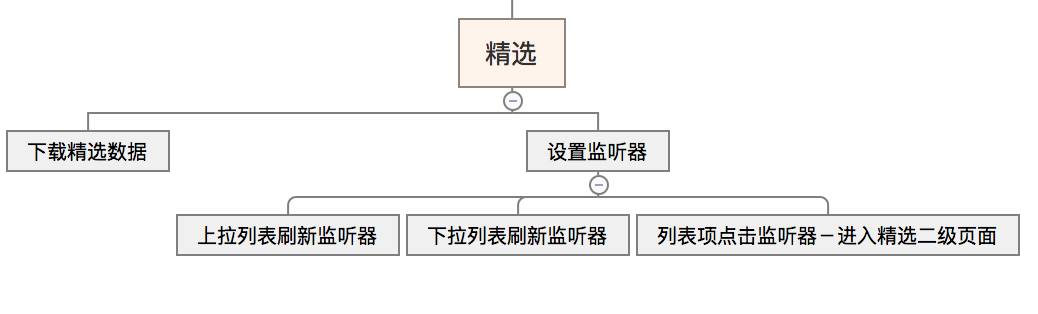 精选
下载精选数据
设置监听器
上拉列表刷新监听器
下拉列表刷新监听器
列表项点击监听器－进入精选二级页面